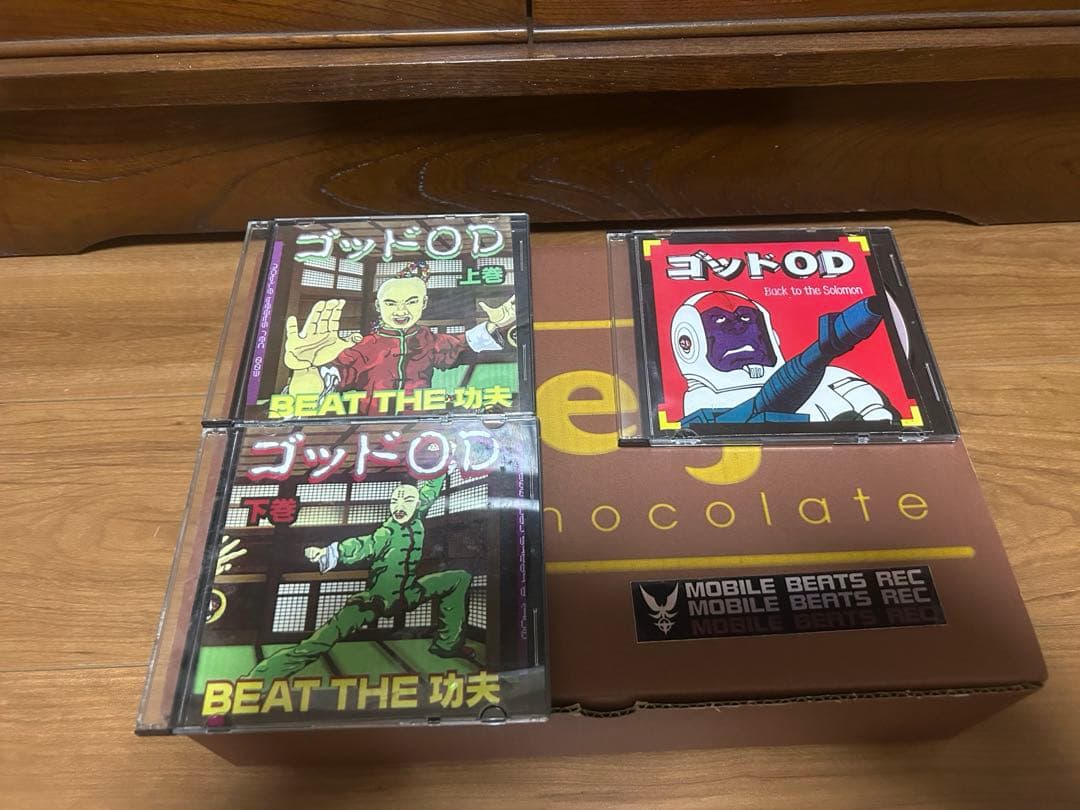 ゴッドOD
上巻
BEAT THE 功夫
ゴッドOD
下巻
BEAT THE 功夫
ゴッドOD
Back to the Solomon
hocolate
MOBILE BEATS REC
MOBILE BEATS REC
MOBILE BEATS REC